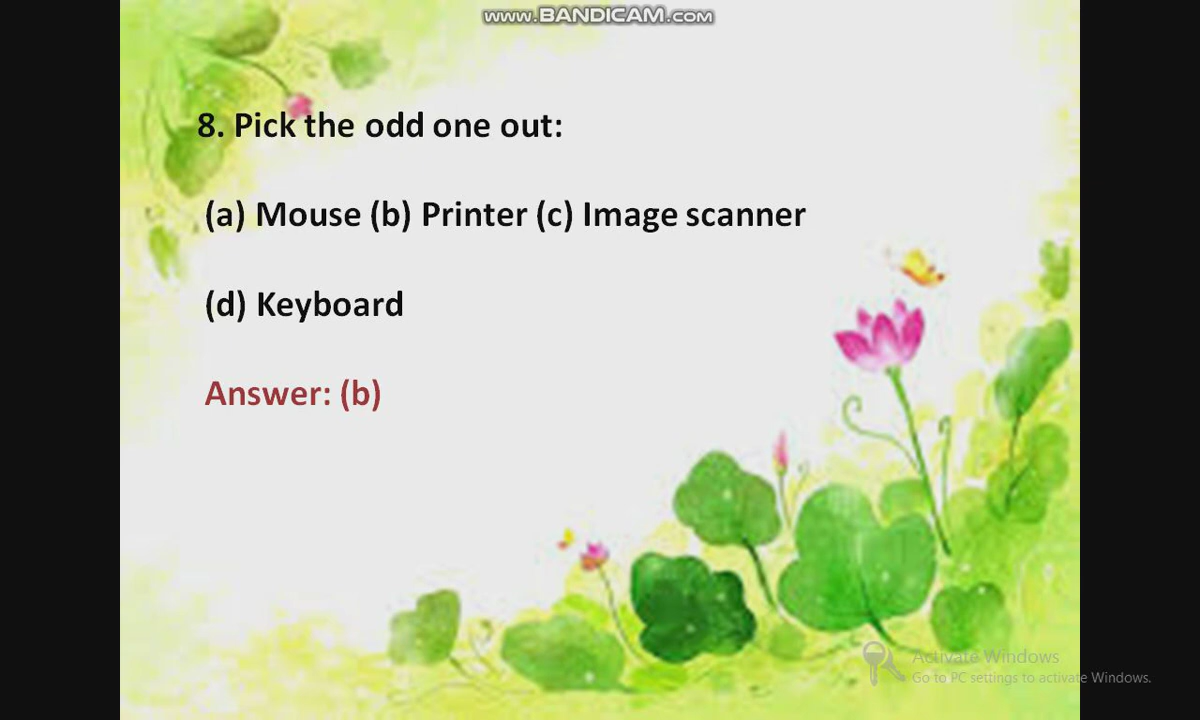 www.BANDICAM.com
8. Pick the odd one out:
(a) Mouse (b) Printer (c) Image scanner
(d) Keyboard
Answer: (b)
Activate Windows
Go to PC settings to activate Windows.